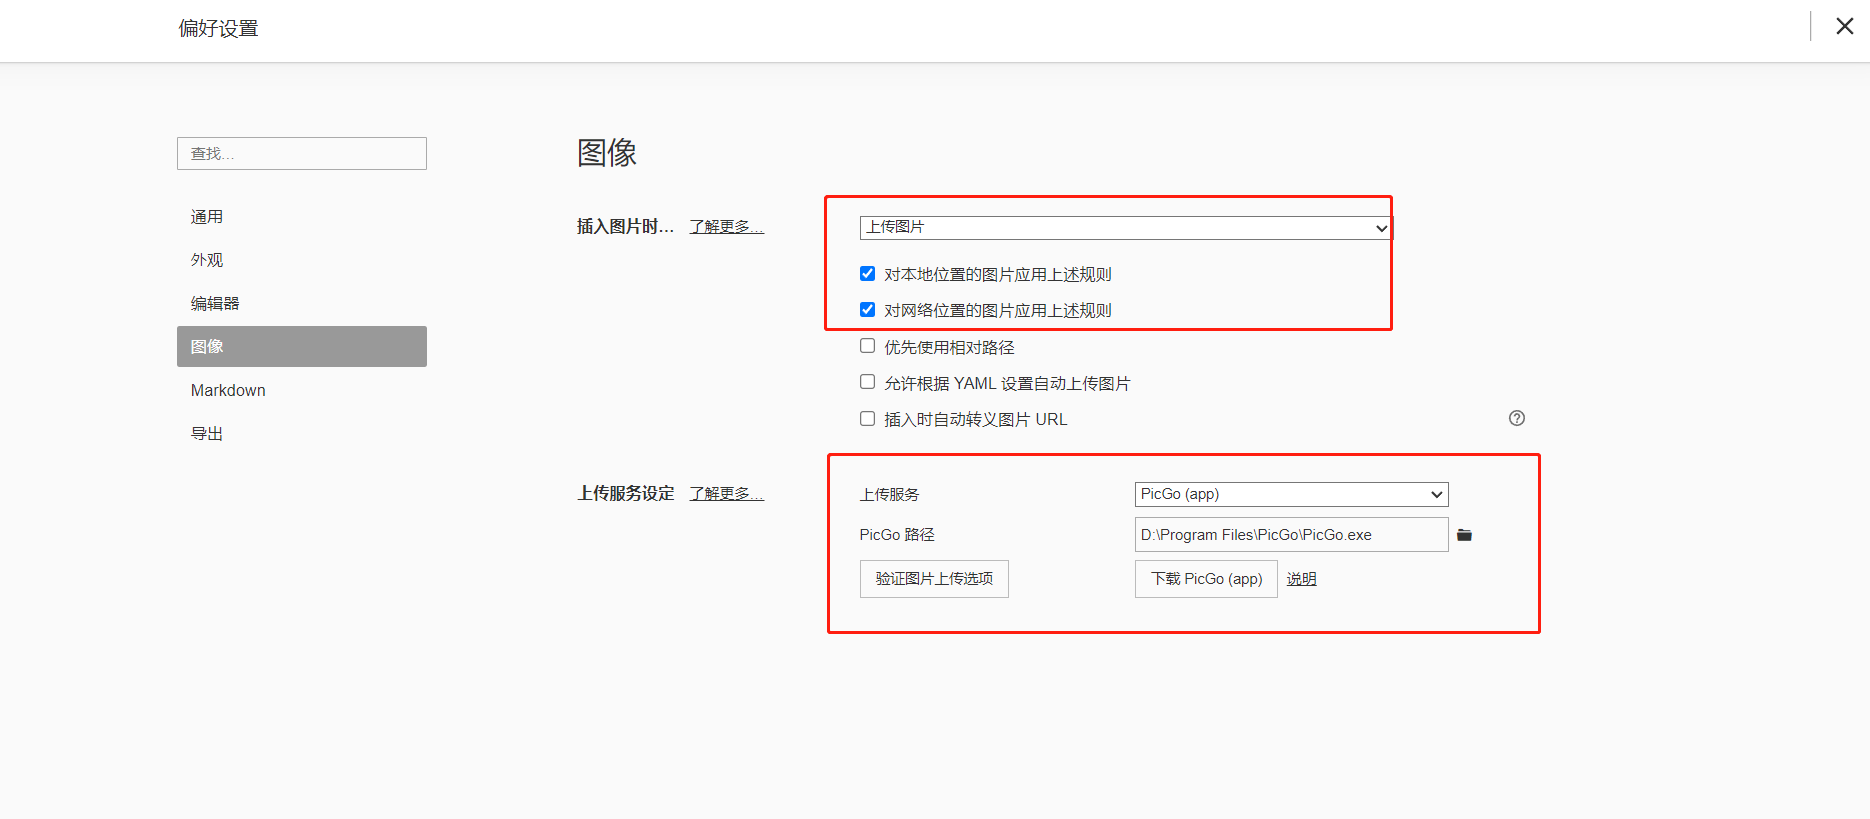 偏好设置
查找...
通用
外观
编辑器
图像
Markdown
导出
图像
插入图片时... 了解更多...
上传图片
对本地位置的图片应用上述规则
对网络位置的图片应用上述规则
优先使用相对路径
允许根据 YAML 设置自动上传图片
插入时自动转义图片 URL
上传服务设定 了解更多...
上传服务 PicGo (app)
PicGo 路径 D:\Program Files\PicGo\PicGo.exe
验证图片上传选项 下载 PicGo (app) 说明